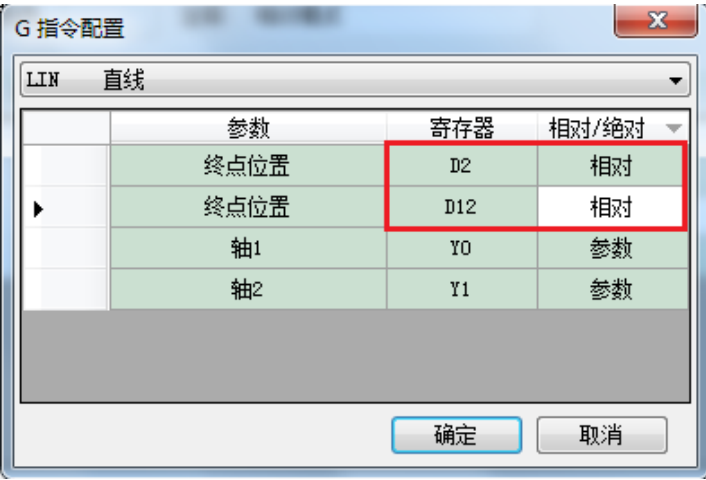 G 指令配置
LIN 直线
参数 寄存器 相对/绝对
终点位置 D2 相对
终点位置 D12 相对
轴1 Y0 参数
轴2 Y1 参数
确定 取消